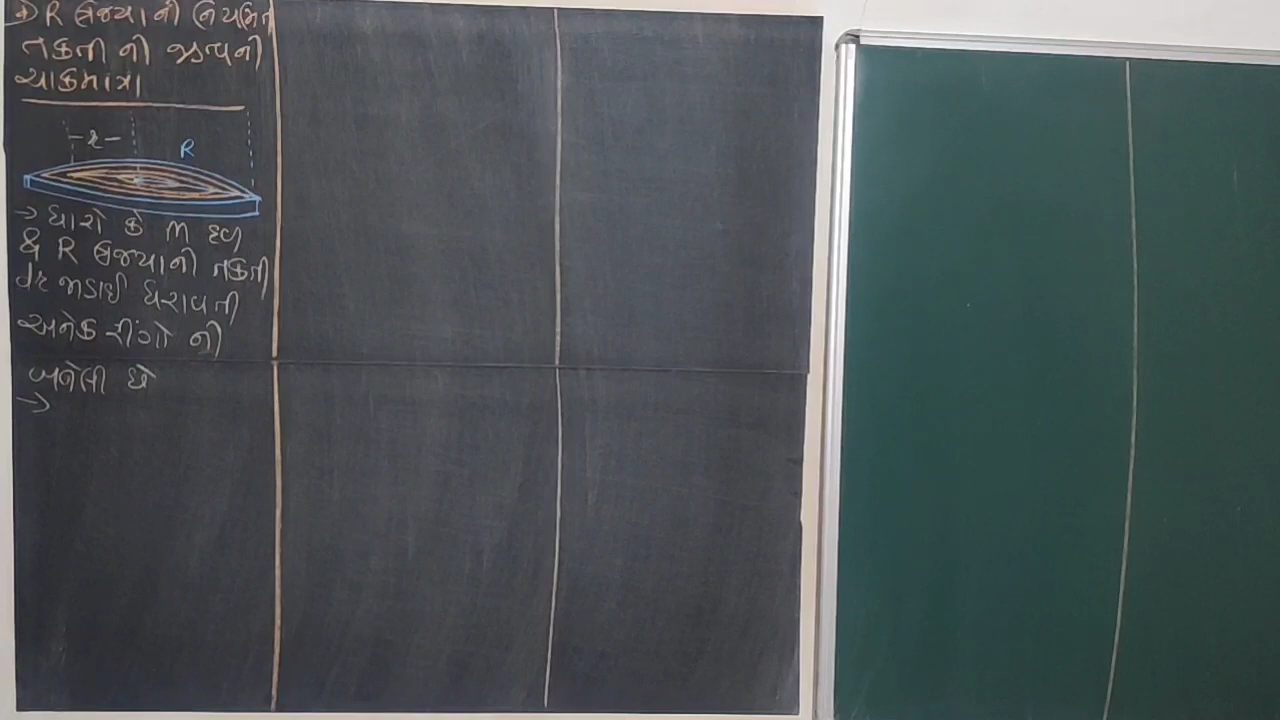 → R ત્રિજ્યાની નિયમિત
તકતી ની જડત્વની
ચાકમાત્રા
- r -
R
→ ધારો કે M દળ
& R ત્રિજ્યાની તકતી
dr જાડાઈ ધરાવતી
અનેક રીંગો ની
બનેલી છે
→